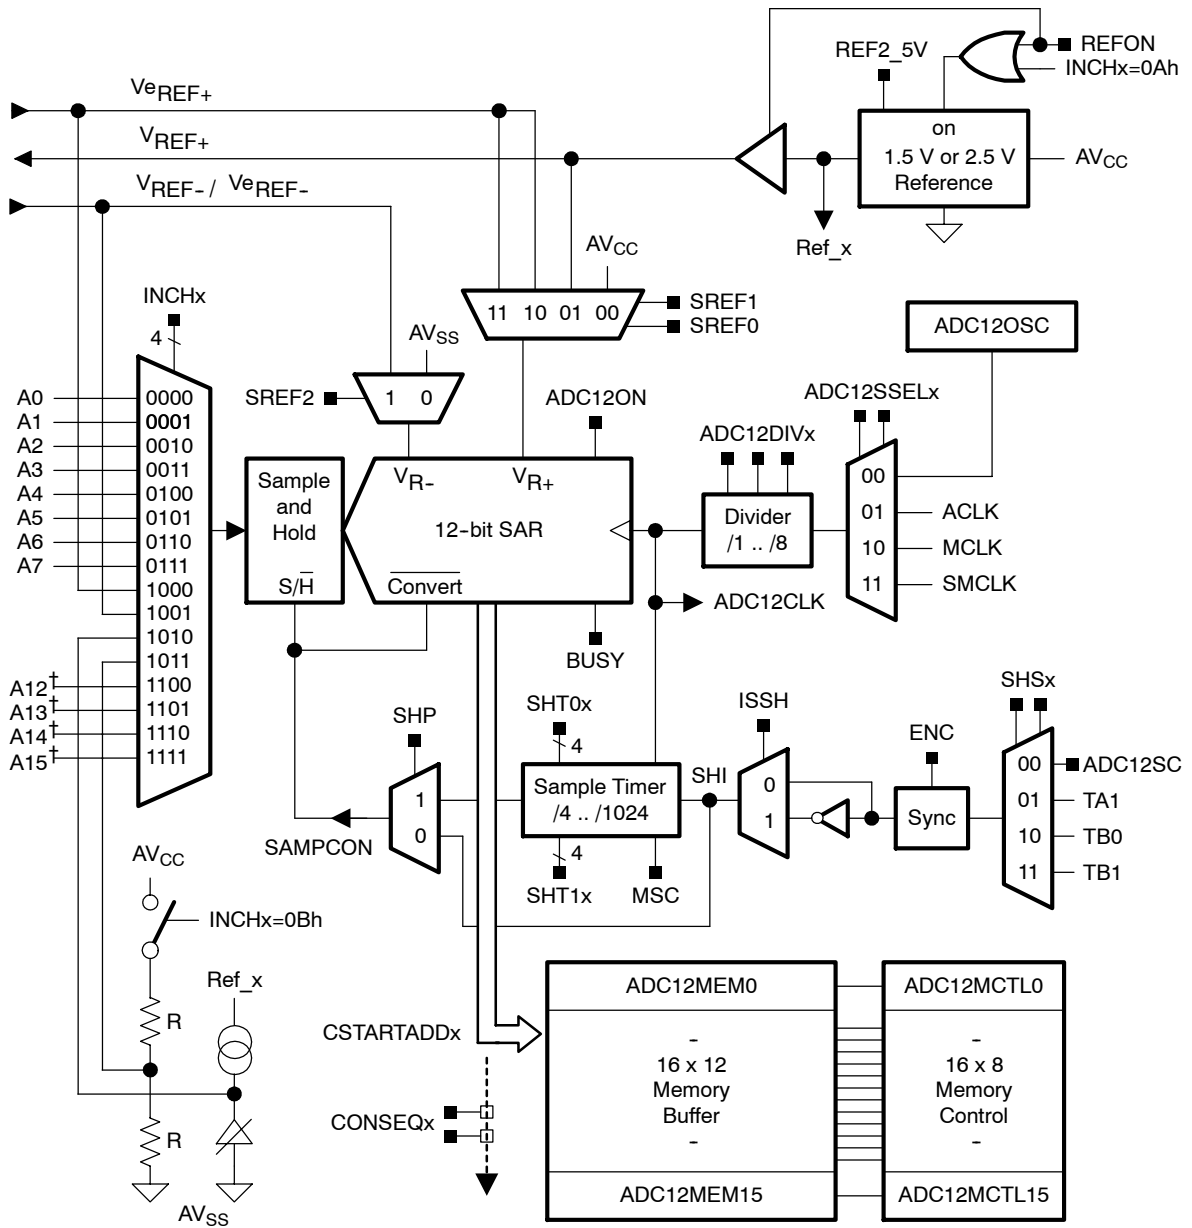 REF2_5V
REFON
INCHx=0Ah
VeREF+
VREF+
on
1.5 V or 2.5 V
Reference
AVCC
VREF- / VeREF-
Ref_x
AVCC
INCHx
4
11 10 01 00
SREF1
SREF0
ADC12OSC
AVSS
SREF2
1 0
ADC12ON
ADC12SSELx
A0 0000
A1 0001
A2 0010
A3 0011
A4 0100
A5 0101
A6 0110
A7 0111
1000
1001
1010
1011
A12† 1100
A13† 1101
A14† 1110
A15† 1111
Sample
and
Hold
S/H
VR-
VR+
12-bit SAR
Convert
ADC12DIVx
Divider
/1 .. /8
00
01 ACLK
10 MCLK
11 SMCLK
ADC12CLK
BUSY
SHP
SHT0x
4
ISSH
ENC
SHSx
1
0
SAMPCON
Sample Timer
/4 .. /1024
SHI
0
1
Sync
00 ADC12SC
01 TA1
10 TB0
11 TB1
4
SHT1x
MSC
AVCC
INCHx=0Bh
Ref_x
R
R
AVSS
CSTARTADDx
CONSEQx
ADC12MEM0
-
16 x 12
Memory
Buffer
-
ADC12MEM15
ADC12MCTL0
-
16 x 8
Memory
Control
-
ADC12MCTL15